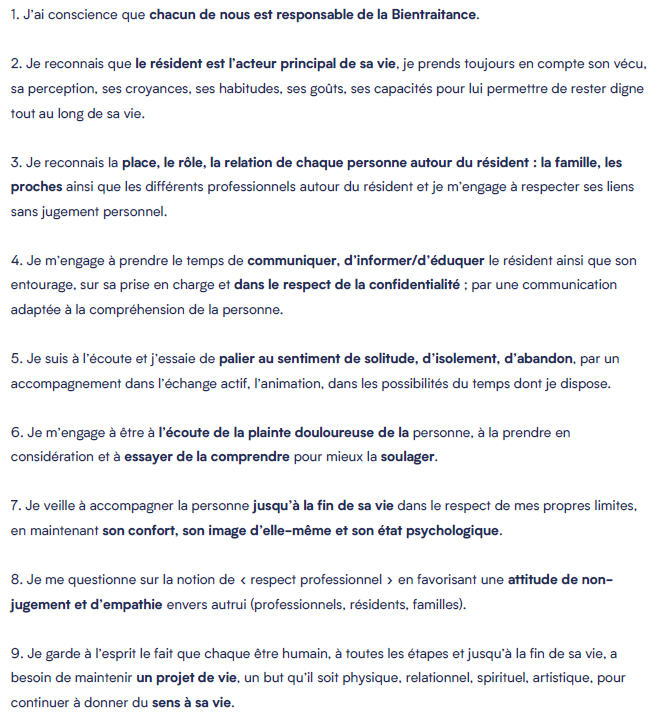 1. J’ai conscience que chacun de nous est responsable de la Bientraitance.
2. Je reconnais que le résident est l’acteur principal de sa vie, je prends toujours en compte son vécu,
sa perception, ses croyances, ses habitudes, ses goûts, ses capacités pour lui permettre de rester digne
tout au long de sa vie.
3. Je reconnais la place, le rôle, la relation de chaque personne autour du résident : la famille, les
proches ainsi que les différents professionnels autour du résident et je m’engage à respecter ses liens
sans jugement personnel.
4. Je m’engage à prendre le temps de communiquer, d’informer/d’éduquer le résident ainsi que son
entourage, sur sa prise en charge et dans le respect de la confidentialité ; par une communication
adaptée à la compréhension de la personne.
5. Je suis à l’écoute et j’essaie de palier au sentiment de solitude, d’isolement, d’abandon, par un
accompagnement dans l’échange actif, l’animation, dans les possibilités du temps dont je dispose.
6. Je m’engage à être à l’écoute de la plainte douloureuse de la personne, à la prendre en
considération et à essayer de la comprendre pour mieux la soulager.
7. Je veille à accompagner la personne jusqu’à la fin de sa vie dans le respect de mes propres limites,
en maintenant son confort, son image d’elle-même et son état psychologique.
8. Je me questionne sur la notion de ‹ respect professionnel › en favorisant une attitude de non-
jugement et d’empathie envers autrui (professionnels, résidents, familles).
9. Je garde à l’esprit le fait que chaque être humain, à toutes les étapes et jusqu’à la fin de sa vie, a
besoin de maintenir un projet de vie, un but qu’il soit physique, relationnel, spirituel, artistique, pour
continuer à donner du sens à sa vie.